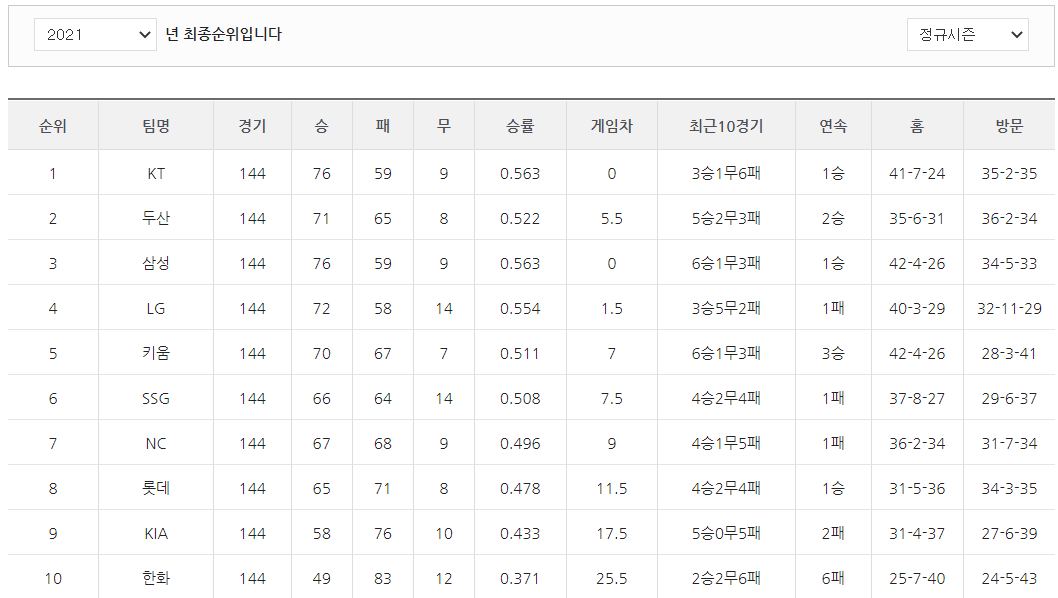 2021 년 최종순위입니다 정규시즌
순위 팀명 경기 승 패 무 승률 게임차 최근10경기 연속 홈 방문
1 KT 144 76 59 9 0.563 0 3승1무6패 1승 41-7-24 35-2-35
2 두산 144 71 65 8 0.522 5.5 5승2무3패 2승 35-6-31 36-2-34
3 삼성 144 76 59 9 0.563 0 6승1무3패 1승 42-4-26 34-5-33
4 LG 144 72 58 14 0.554 1.5 3승5무2패 1패 40-3-29 32-11-29
5 키움 144 70 67 7 0.511 7 6승1무3패 3승 42-4-26 28-3-41
6 SSG 144 66 64 14 0.508 7.5 4승2무4패 1패 37-8-27 29-6-37
7 NC 144 67 68 9 0.496 9 4승1무5패 1패 36-2-34 31-7-34
8 롯데 144 65 71 8 0.478 11.5 4승2무4패 1승 31-5-36 34-3-35
9 KIA 144 58 76 10 0.433 17.5 5승0무5패 2패 31-4-37 27-6-39
10 한화 144 49 83 12 0.371 25.5 2승2무6패 6패 25-7-40 24-5-43